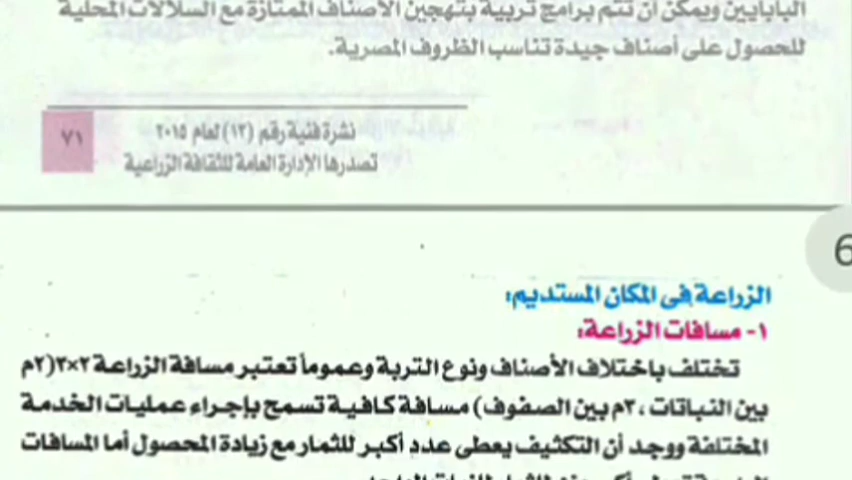 البابايين ويمكن أن تتم برامج تربية بتهجين الأصناف الممتازة مع السلالات المحلية
للحصول على أصناف جيدة تناسب الظروف المصرية.
نشرة فنية رقم (١٣) لعام ٢٠١٥
٧١
تصدرها الإدارة العامة للثقافة الزراعية
6
الزراعة فى المكان المستديم:
١- مسافات الزراعة:
تختلف باختلاف الأصناف ونوع التربة وعموماً تعتبر مسافة الزراعة ٢×٣(٢م
بين النباتات ، ٣م بين الصفوف) مسافة كافية تسمح بإجراء عمليات الخدمة
المختلفة ووجد أن التكثيف يعطى عدد أكبر للثمار مع زيادة المحصول أما المسافات